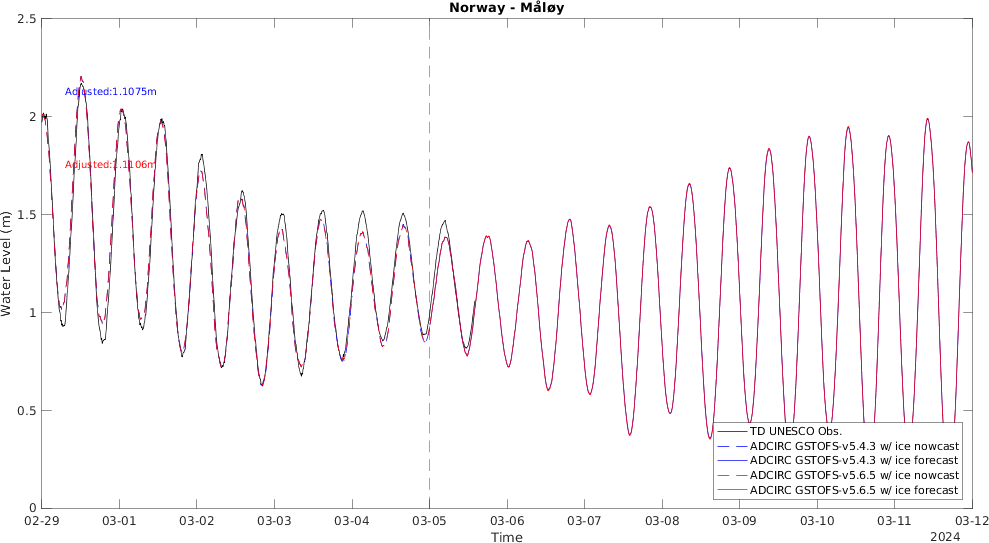 Norway - Måløy
2.5
2
1.5
1
0.5
0
Water Level (m)
Adjusted:1.1075m
Adjusted:1.1106m
TD UNESCO Obs.
ADCIRC GSTOFS-v5.4.3 w/ ice nowcast
ADCIRC GSTOFS-v5.4.3 w/ ice forecast
ADCIRC GSTOFS-v5.6.5 w/ ice nowcast
ADCIRC GSTOFS-v5.6.5 w/ ice forecast
02-29 03-01 03-02 03-03 03-04 03-05 03-06 03-07 03-08 03-09 03-10 03-11 03-12
Time
2024